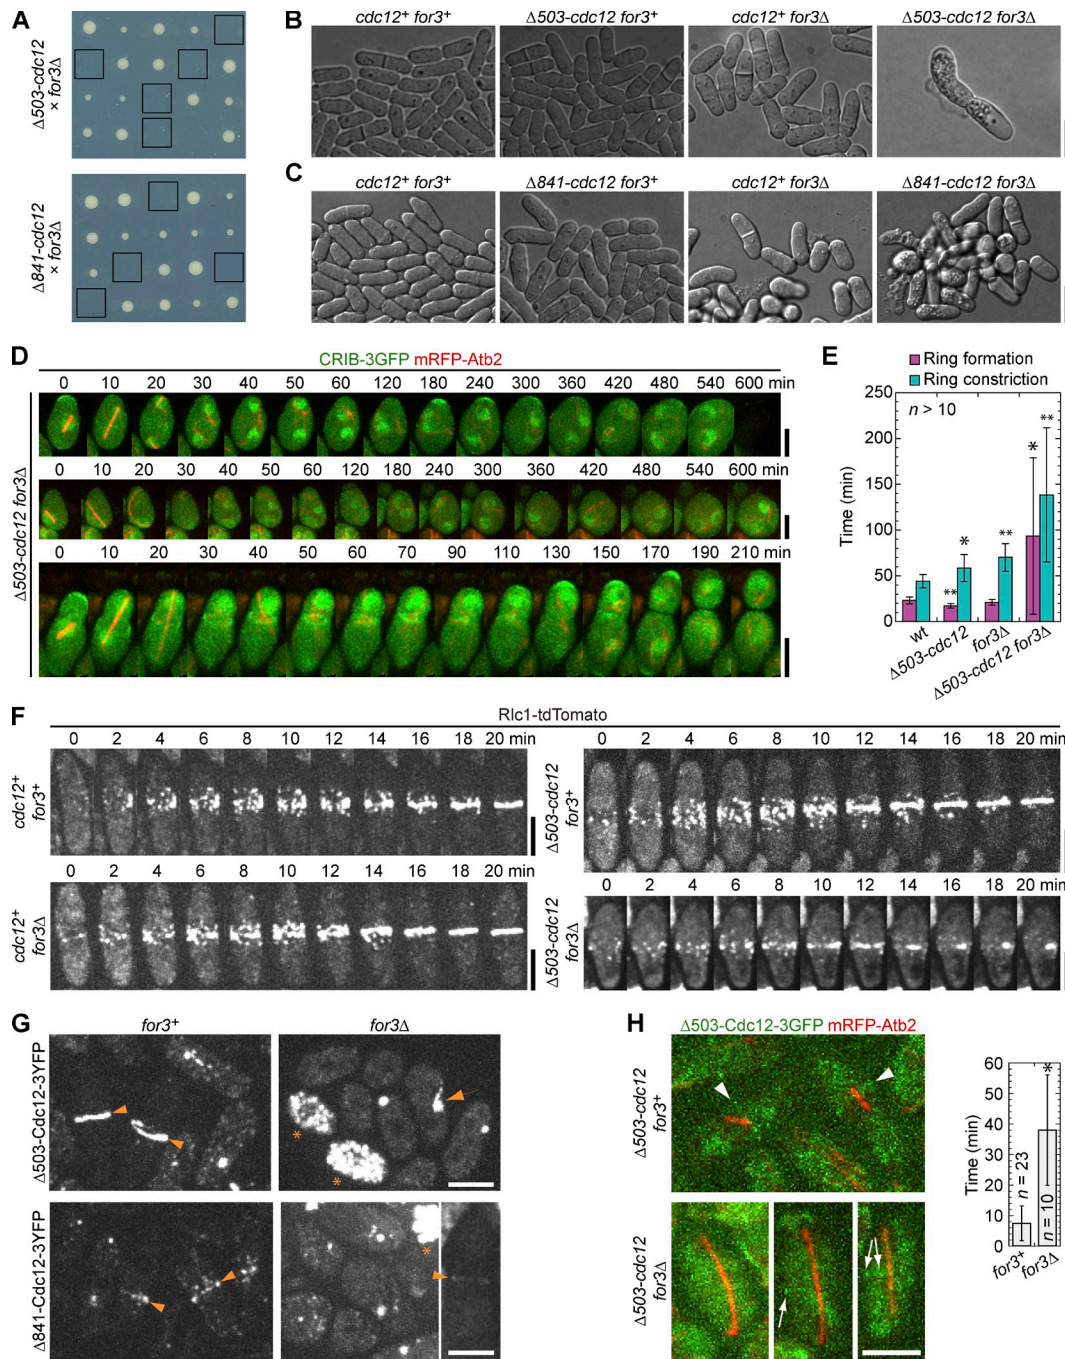 A
Δ503-cdc12
× for3Δ
Δ841-cdc12
× for3Δ
B
cdc12+ for3+ Δ503-cdc12 for3+ cdc12+ for3Δ Δ503-cdc12 for3Δ
C
cdc12+ for3+ Δ841-cdc12 for3+ cdc12+ for3Δ Δ841-cdc12 for3Δ
D
CRIB-3GFP mRFP-Atb2
0 10 20 30 40 50 60 120 180 240 300 360 420 480 540 600 min
0 10 20 30 40 50 60 120 180 240 300 360 420 480 540 600 min
0 10 20 30 40 50 60 70 90 110 130 150 170 190 210 min
Δ503-cdc12 for3Δ
E
Ring formation
Ring constriction
n > 10
250
200
150
100
50
0
Time (min)
* ** ** * **
wt
Δ503-cdc12
for3Δ
Δ503-cdc12 for3Δ
F
Rlc1-tdTomato
0 2 4 6 8 10 12 14 16 18 20 min
cdc12+
for3+
0 2 4 6 8 10 12 14 16 18 20 min
Δ503-cdc12
for3+
0 2 4 6 8 10 12 14 16 18 20 min
cdc12+
for3Δ
0 2 4 6 8 10 12 14 16 18 20 min
Δ503-cdc12
for3Δ
G
for3+ for3Δ
Δ503-Cdc12-3YFP
* *
Δ841-Cdc12-3YFP
*
H
Δ503-Cdc12-3GFP mRFP-Atb2
Δ503-cdc12
for3+
Δ503-cdc12
for3Δ
60
50
40
30
20
10
0
Time (min)
n = 23
n = 10
*
for3+
for3Δ